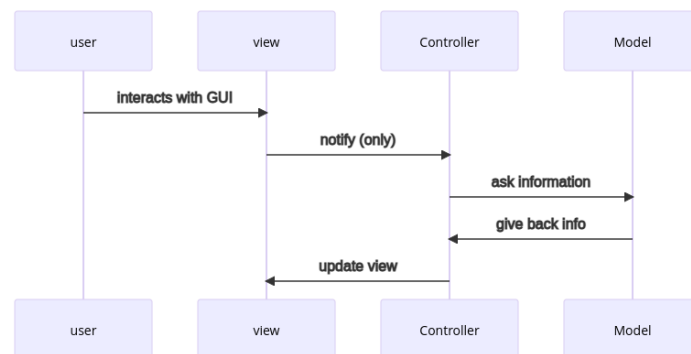 user
view
Controller
Model
interacts with GUI
notify (only)
ask information
give back info
update view
user
view
Controller
Model